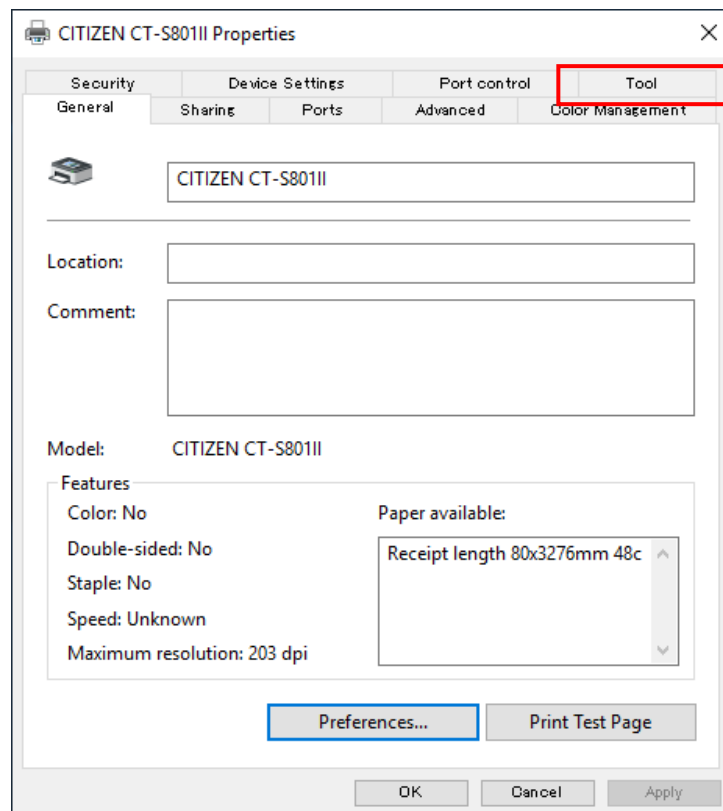 CITIZEN CT-S801II Properties
Security Device Settings Port control Tool
General Sharing Ports Advanced Color Management
CITIZEN CT-S801II
Location:
Comment:
Model: CITIZEN CT-S801II
Features
Color: No
Double-sided: No
Staple: No
Speed: Unknown
Maximum resolution: 203 dpi
Paper available:
Receipt length 80x3276mm 48c
Preferences... Print Test Page
OK Cancel Apply